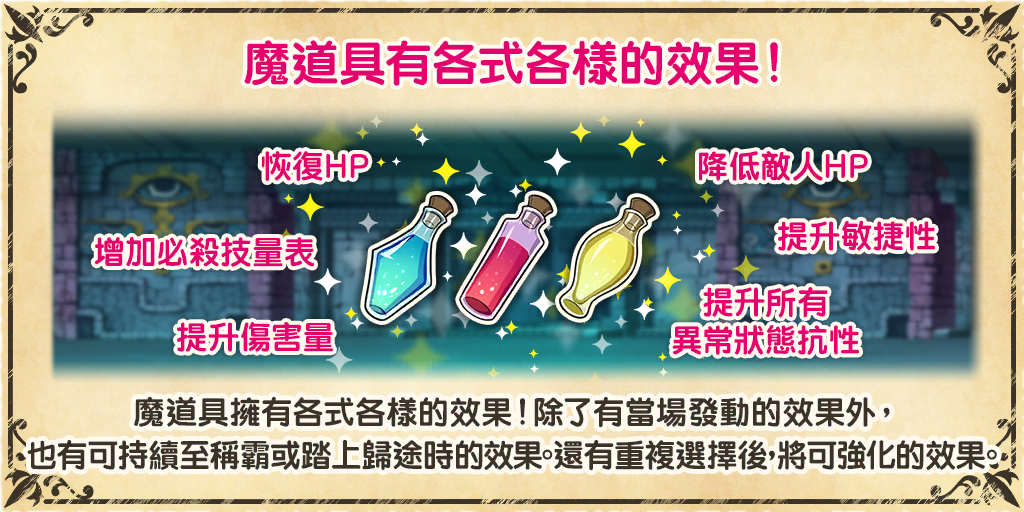 魔道具有各式各樣的效果!
恢復HP
降低敵人HP
增加必殺技量表
提升敏捷性
提升傷害量
提升所有
異常狀態抗性
魔道具擁有各式各樣的效果!除了有當場發動的效果外,
也有可持續至稱霸或踏上歸途時的效果。還有重複選擇後,將可強化的效果。